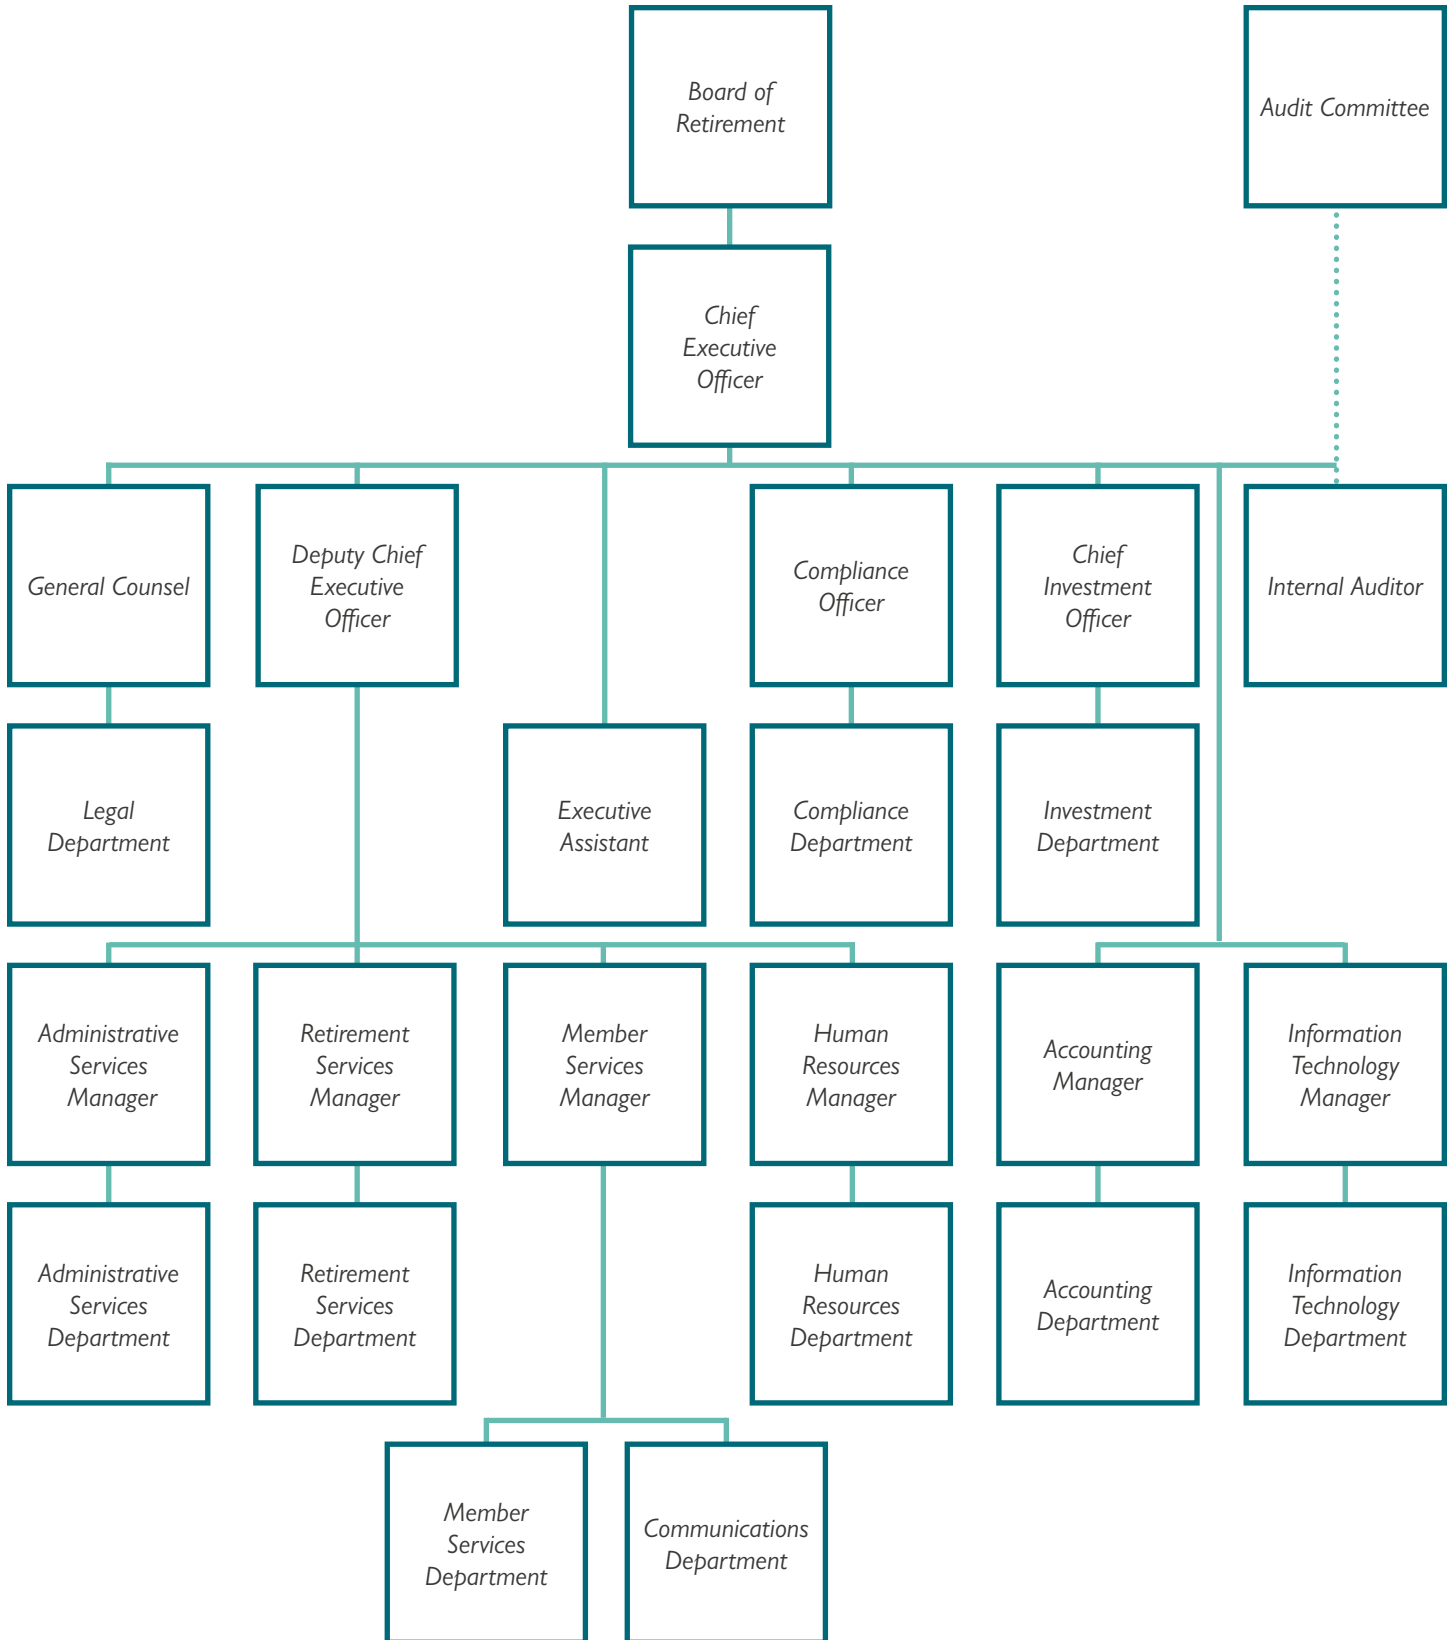 Board of
Retirement
Audit Committee
Chief
Executive
Officer
General Counsel
Deputy Chief
Executive
Officer
Compliance
Officer
Chief
Investment
Officer
Internal Auditor
Legal
Department
Executive
Assistant
Compliance
Department
Investment
Department
Administrative
Services
Manager
Retirement
Services
Manager
Member
Services
Manager
Human
Resources
Manager
Accounting
Manager
Information
Technology
Manager
Administrative
Services
Department
Retirement
Services
Department
Human
Resources
Department
Accounting
Department
Information
Technology
Department
Member
Services
Department
Communications
Department